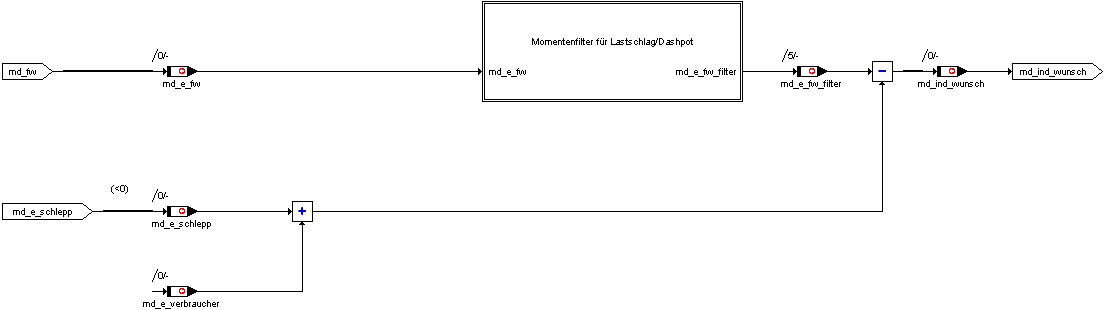 Momentenfilter für Lastschlag/Dashpot
/0/-
/5/-
/0/-
md_fw
md_e_fw
md_e_fw
md_e_fw_filter
md_e_fw_filter
md_ind_wunsch
md_ind_wunsch
(<0)
/0/-
md_e_schlepp
md_e_schlepp
+
-
/0/-
md_e_verbraucher